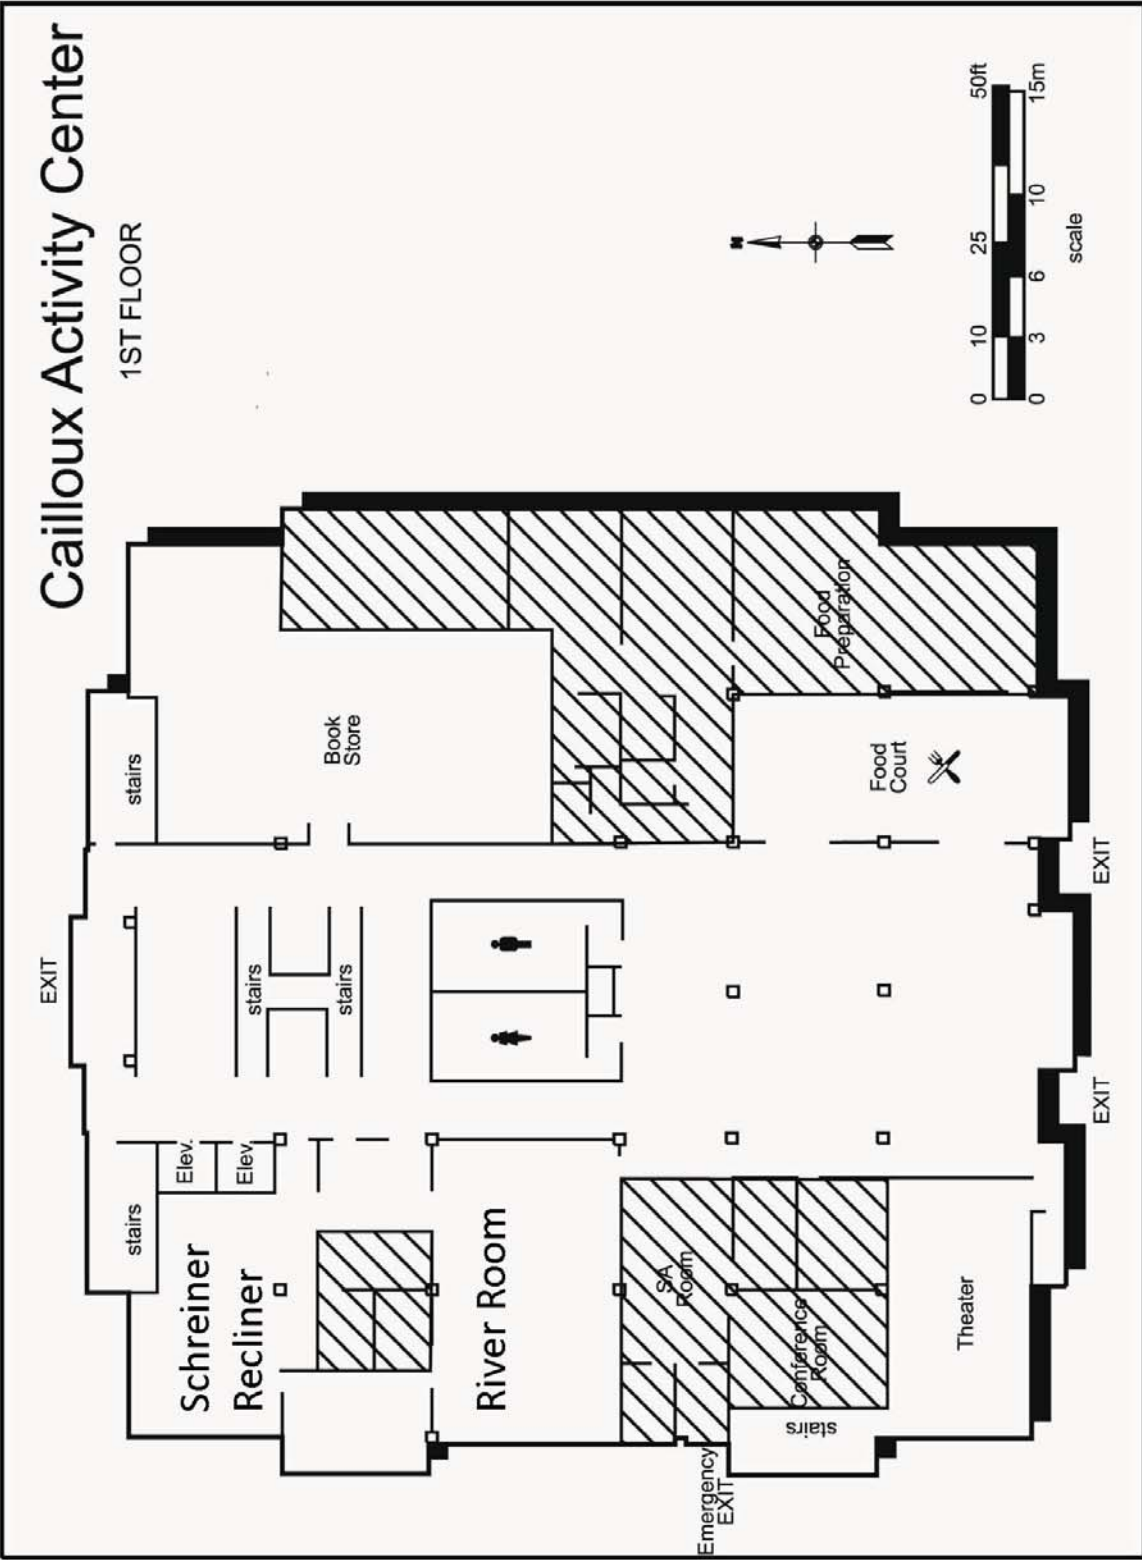 Cailloux Activity Center
1ST FLOOR
EXIT
stairs
Elev.
Elev.
stairs
stairs
stairs
Schreiner
Recliner
Book
Store
River Room
SA
Room
Conference
Room
stairs
Emergency
EXIT
Theater
Food
Preparation
Food
Court
EXIT
EXIT
N
0 10 25 50ft
0 3 6 10 15m
scale